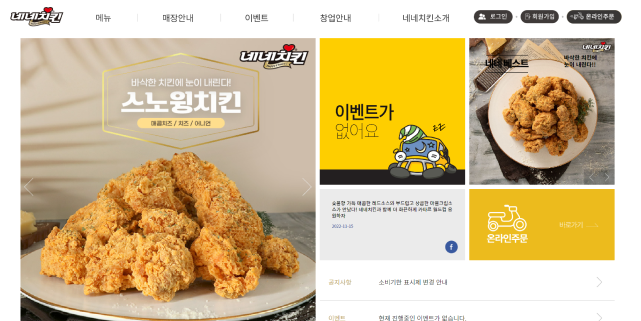 네네치킨
메뉴
매장안내
이벤트
창업안내
네네치킨소개
로그인
회원가입
온라인주문
네네치킨
바삭한 치킨에 눈이 내린다!
스노윙치킨
매콤치즈 / 치즈 / 어니언
이벤트가
없어요
네네치킨
네네베스트
바삭한 치킨에
눈이 내린다!!
2022-11-15
f
온라인주문
바로가기
공지사항
소비기한 표시제 변경 안내
이벤트
현재 진행중인 이벤트가 없습니다.